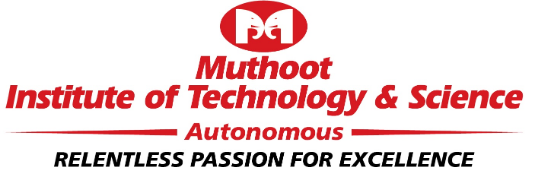 Muthoot
Institute of Technology & Science
Autonomous
RELENTLESS PASSION FOR EXCELLENCE